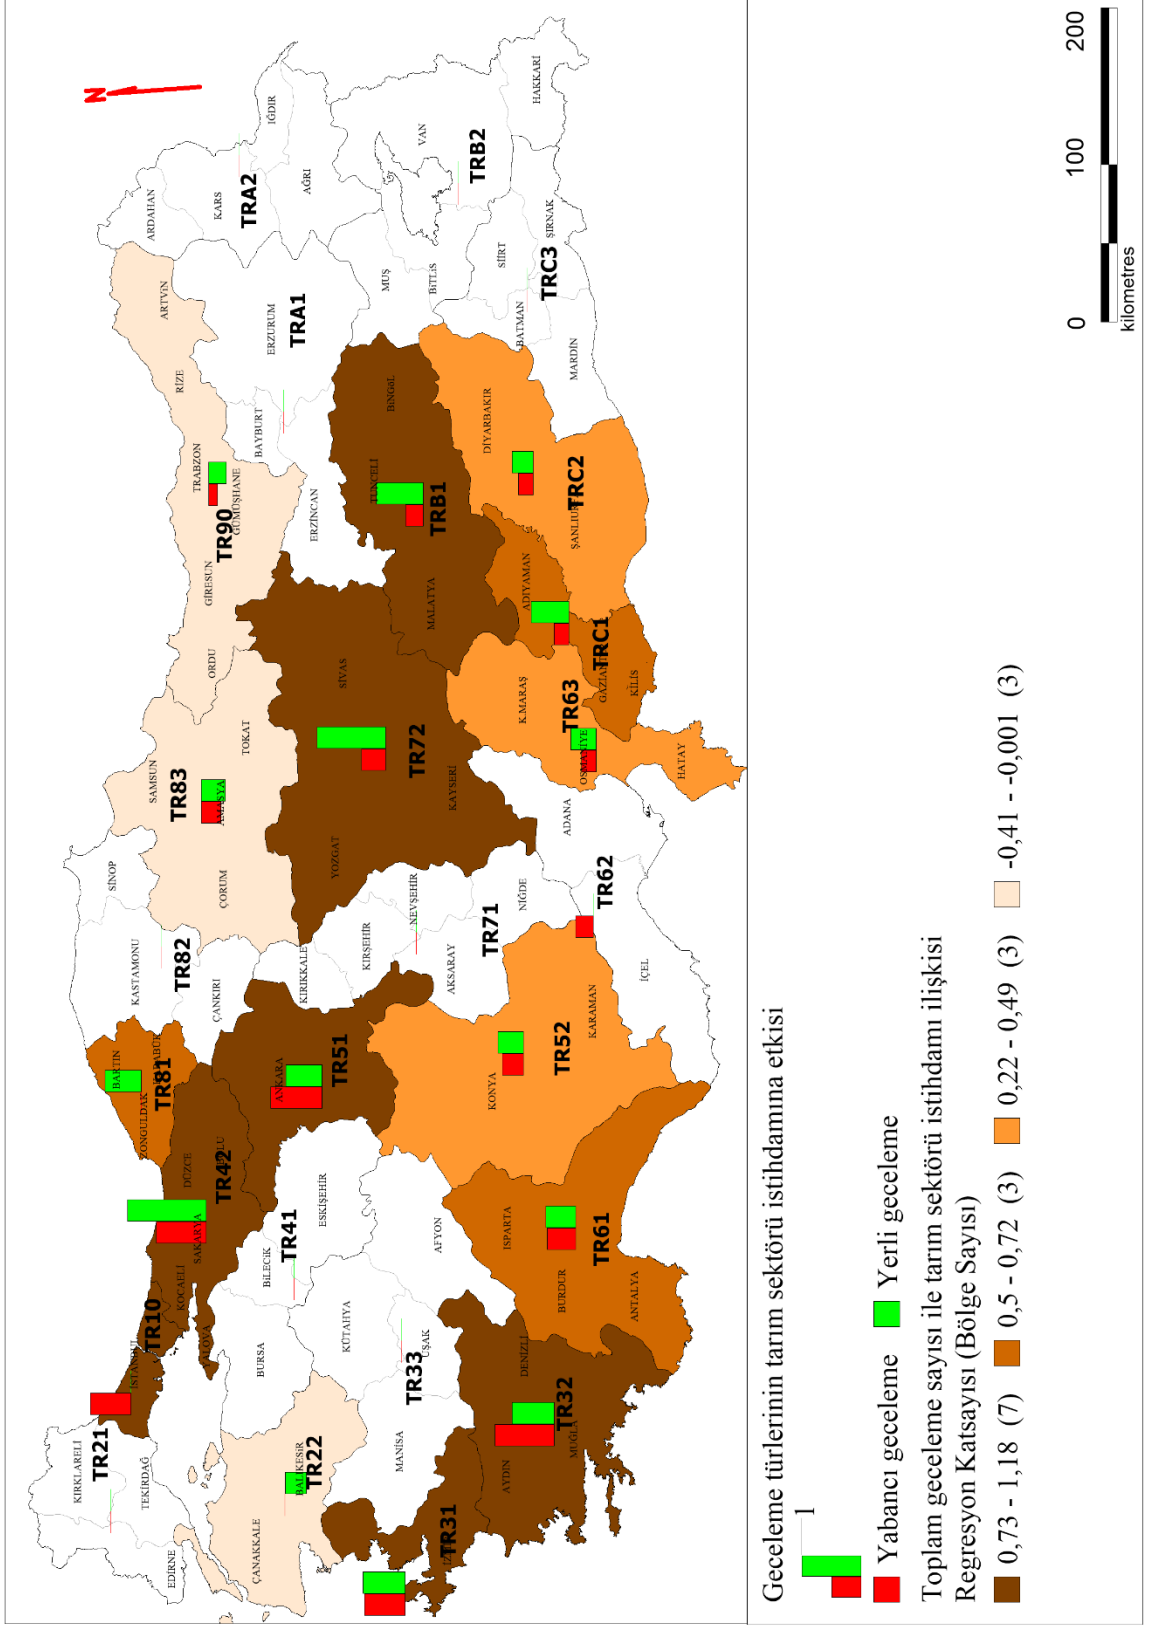 N
KIRKLARELİ
TR21
TEKİRDAĞ
EDİRNE
İSTANBUL
TR10
KOCAELİ
YALOVA
SAKARYA
DÜZCE
TR42
ZONGULDAK
BARTIN
TR81
KASTAMONU
SİNOP
TR82
ÇANKIRI
SAMSUN
TR83
AMASYA
TOKAT
ÇORUM
ORDU
GİRESUN
TR90
TRABZON
GÜMÜŞHANE
RİZE
ARTVİN
ARDAHAN
KARS
TRA2
IĞDIR
AĞRI
ERZURUM
TRA1
BAYBURT
ERZİNCAN
ÇANAKKALE
BALIKESİR
TR22
BURSA
BİLECİK
TR41
ESKİŞEHİR
ANKARA
TR51
KIRIKKALE
KIRŞEHİR
NEVŞEHİR
YOZGAT
SİVAS
TR72
KAYSERİ
TUNCELİ
BİNGöL
TRB1
MALATYA
MUŞ
BİTLİS
VAN
TRB2
HAKKARİ
TR31
MANİSA
KÜTAHYA
TR33
UŞAK
AFYON
AKSARAY
TR71
NİĞDE
KONYA
TR52
KARAMAN
AYDIN
DENİZLİ
TR32
MUĞLA
ISPARTA
TR61
BURDUR
ANTALYA
ADANA
TR62
İÇEL
K.MARAŞ
TR63
OSMANİYE
HATAY
ADIYAMAN
TRC1
KİLİS
DİYARBAKIR
TRC2
SİİRT
ŞIRNAK
TRC3
BATMAN
MARDİN
Geceleme türlerinin tarım sektörü istihdamına etkisi
1
Yabancı geceleme
Yerli geceleme
Toplam geceleme sayısı ile tarım sektörü istihdamı ilişkisi
Regresyon Katsayısı (Bölge Sayısı)
0,73 - 1,18 (7)
0,5 - 0,72 (3)
0,22 - 0,49 (3)
-0,41 - -0,001 (3)
0
100
200
kilometres